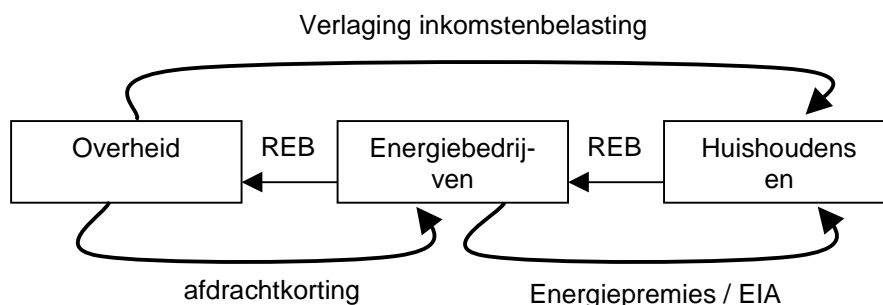 Verlaging inkomstenbelasting
Overheid
REB
Energiebedrij-
ven
REB
Huishoudens
en
afdrachtkorting
Energiepremies / EIA